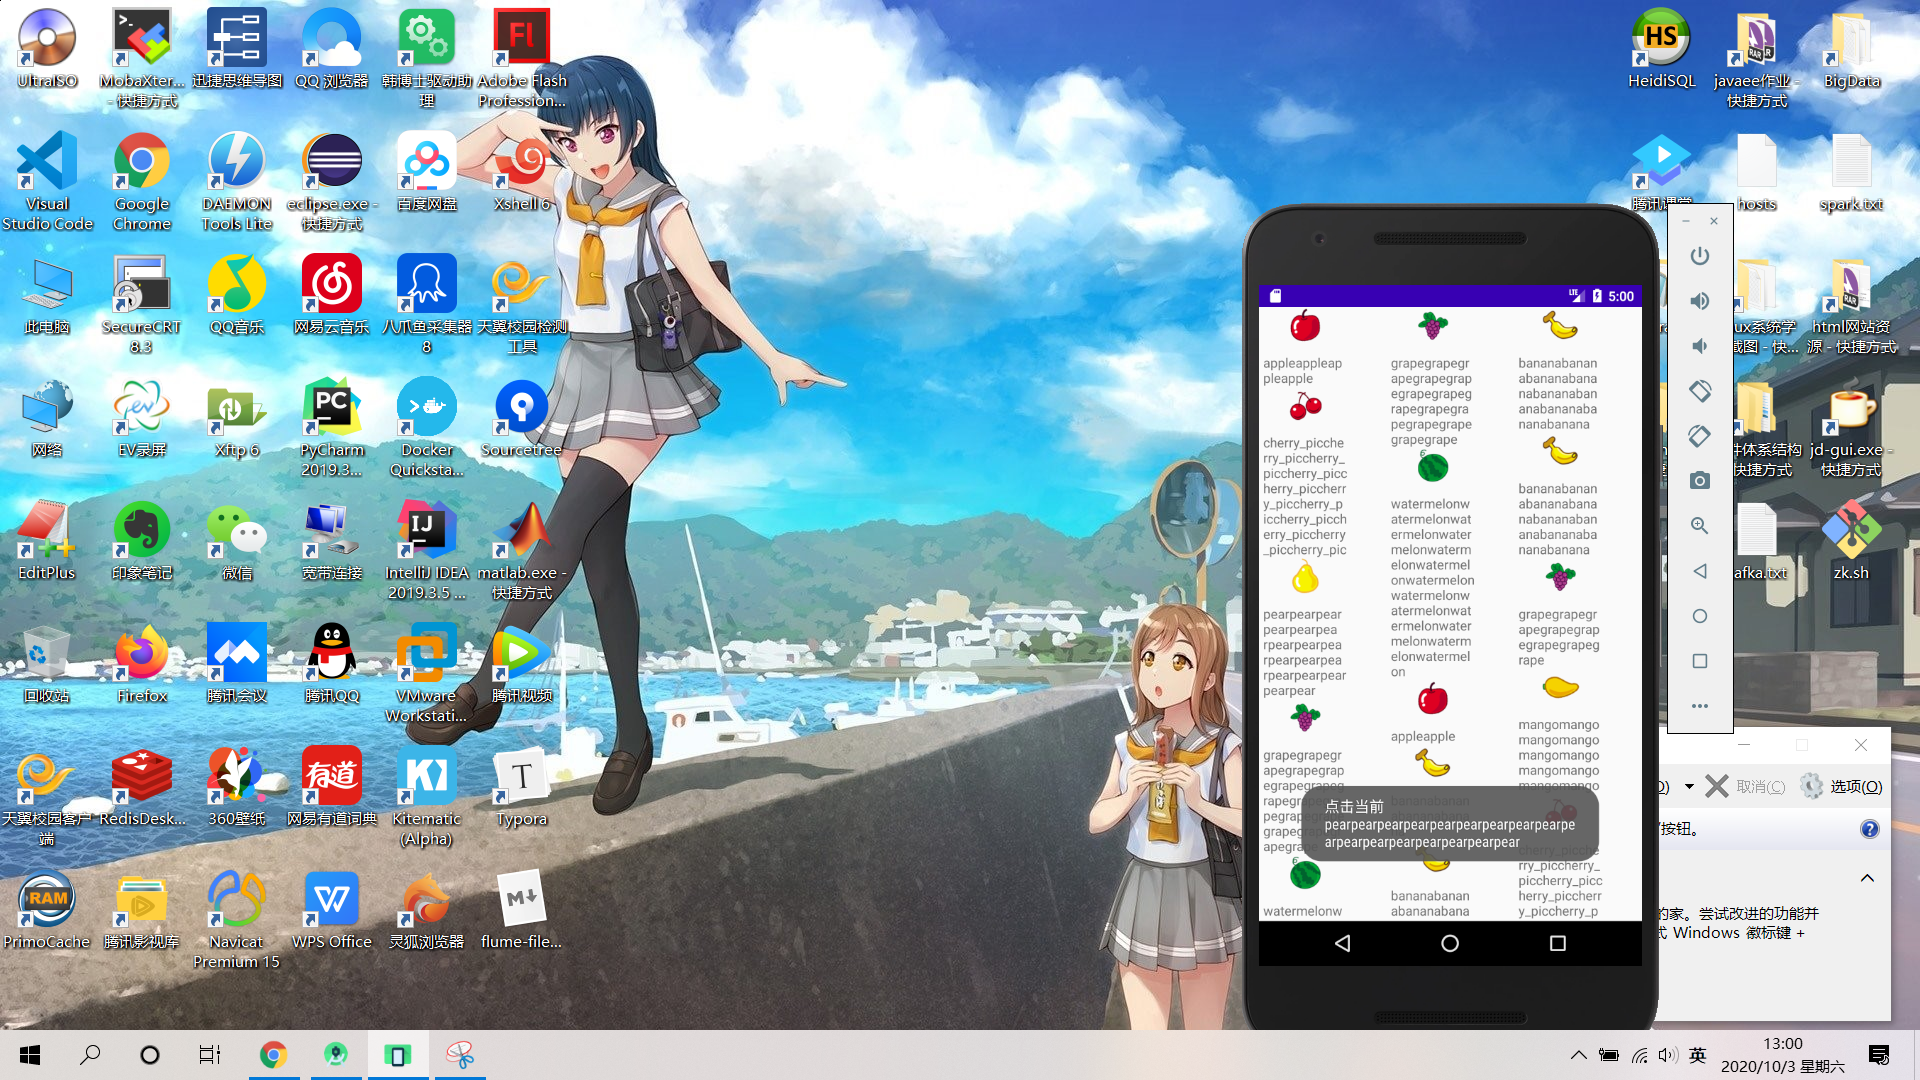 UltraISO
MobaXter...
- 快捷方式
迅捷思维导图
QQ 浏览器
韩博士驱动助
理
Adobe Flash
Profession...
Visual
Studio Code
Google
Chrome
DAEMON
Tools Lite
eclipse.exe -
快捷方式
百度网盘
Xshell 6
此电脑
SecureCRT
8.3
QQ音乐
网易云音乐
八爪鱼采集器
8
天翼校园检测
工具
网络
EV录屏
Xftp 6
PyCharm
2019.3...
Docker
Quicksta...
Sourcetree
EditPlus
印象笔记
微信
宽带连接
IntelliJ IDEA
2019.3.5 ...
matlab.exe -
快捷方式
回收站
Firefox
腾讯会议
腾讯QQ
VMware
Workstati...
腾讯视频
天翼校园客户
端
RedisDesk...
360壁纸
网易有道词典
Kitematic
(Alpha)
Typora
PrimoCache
腾讯影视库
Navicat
Premium 15
WPS Office
灵狐浏览器
flume-file...
HeidiSQL
javaee作业 -
快捷方式
BigData
腾讯课堂
hosts
spark.txt
ux系统学
截图 - 快...
html网站资
源 - 快捷方式
件体系结构
快捷方式
jd-gui.exe -
快捷方式
afka.txt
zk.sh
LTE
5:00
appleappleap
pleapple
cherry_picche
rry_piccherry_
piccherry_picc
herry_piccherr
y_piccherry_p
iccherry_picch
erry_piccherry
_piccherry_pic
pearpearpear
pearpearpea
rpearpearpea
rpearpearpear
pearpear
grapegrapegr
apegrapegrap
egrapegrapeg
rapegra
pegrap
grapegra
apegrape
watermelonw
grapegrapegr
apegrapegrap
egrapegrapeg
rapegrapegra
pegrapegrape
grapegrape
watermelonw
atermelonwat
ermelonwater
melonwaterm
elonwatermel
onwatermelon
watermelonw
atermelonwat
ermelonwater
melonwaterm
elonwatermel
on
appleapple
bananabanan
bananabanan
abananabana
bananabanan
abananabana
nabananaban
anabananaba
nanabanana
bananabanan
abananabana
nabananaban
anabananaba
nanabanana
grapegrapegr
apegrapegrap
egrapegrapeg
rape
mangomango
mangomango
mangomango
mangomango
mangomango
cherry_picche
rry_piccherry_
piccherry_picc
herry_piccherr
y_piccherry_p
点击当前
pearpearpearpearpearpearpearpearpearpe
arpearpearpearpearpearpearpear
取消(C)
选项(O)
按钮。
的家。尝试改进的功能并
式 Windows 徽标键 +
英
13:00
2020/10/3 星期六